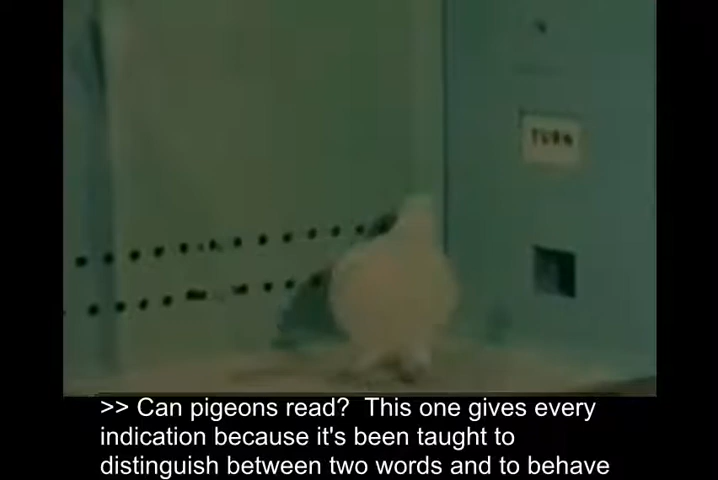 TURN
>> Can pigeons read?  This one gives every
indication because it's been taught to
distinguish between two words and to behave